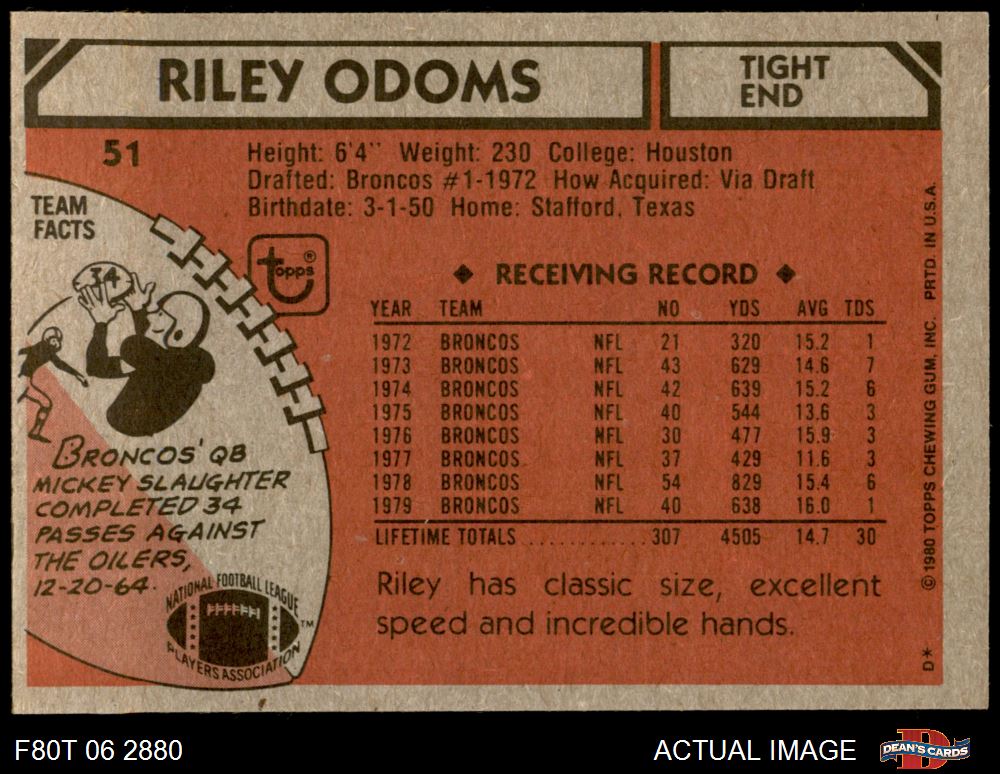 RILEY ODOMS
TIGHT
END
51
Height: 6'4" Weight: 230 College: Houston
Drafted: Broncos #1-1972 How Acquired: Via Draft
Birthdate: 3-1-50 Home: Stafford, Texas
TEAM
FACTS
34
topps®
BRONCOS' QB
MICKEY SLAUGHTER
COMPLETED 34
PASSES AGAINST
THE OILERS,
12-20-64.
NATIONAL FOOTBALL LEAGUE
PLAYERS ASSOCIATION
TM
◆ RECEIVING RECORD ◆
YEAR TEAM NO YDS AVG TDS
1972 BRONCOS NFL 21 320 15.2 1
1973 BRONCOS NFL 43 629 14.6 7
1974 BRONCOS NFL 42 639 15.2 6
1975 BRONCOS NFL 40 544 13.6 3
1976 BRONCOS NFL 30 477 15.9 3
1977 BRONCOS NFL 37 429 11.6 3
1978 BRONCOS NFL 54 829 15.4 6
1979 BRONCOS NFL 40 638 16.0 1
LIFETIME TOTALS ............ 307 4505 14.7 30
Riley has classic size, excellent
speed and incredible hands.
D* © 1980 TOPPS CHEWING GUM, INC. PRTD. IN U.S.A.
F80T 06 2880
ACTUAL IMAGE
DEAN'S CARDS